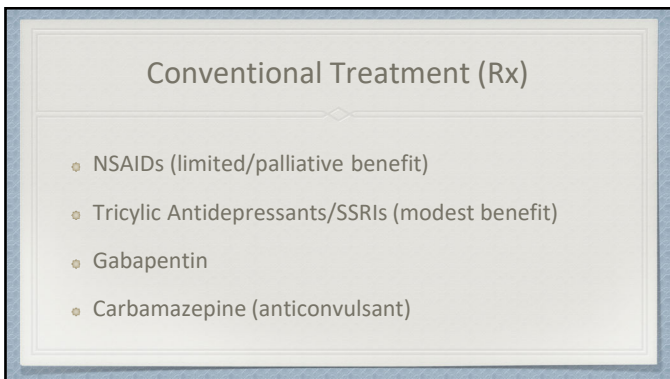 Conventional Treatment (Rx)
NSAIDs (limited/palliative benefit)
Tricylic Antidepressants/SSRIs (modest benefit)
Gabapentin
Carbamazepine (anticonvulsant)